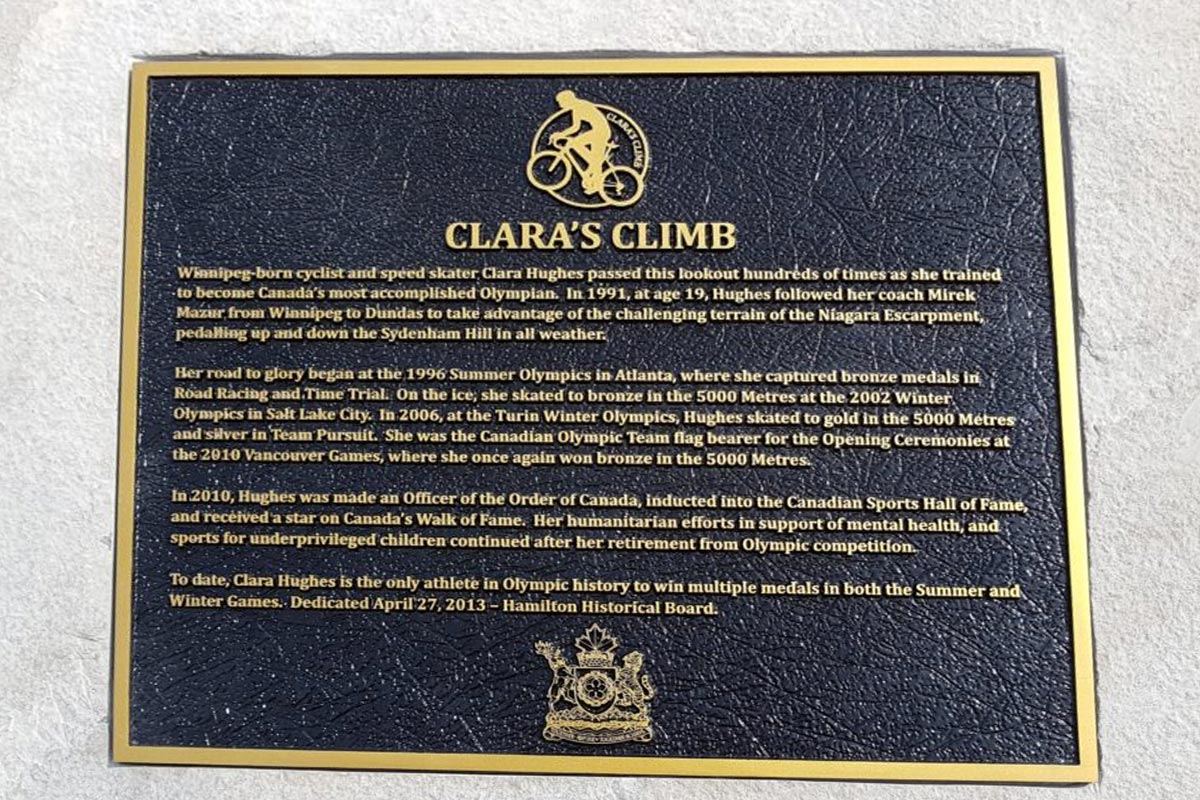 CLARA'S CLIMB
CLARA'S CLIMB
Winnipeg-born cyclist and speed skater Clara Hughes passed this lookout hundreds of times as she trained
to become Canada's most accomplished Olympian. In 1991, at age 19, Hughes followed her coach Mirek
Mazur from Winnipeg to Dundas to take advantage of the challenging terrain of the Niagara Escarpment,
pedalling up and down the Sydenham Hill in all weather.
Her road to glory began at the 1996 Summer Olympics in Atlanta, where she captured bronze medals in
Road Racing and Time Trial. On the ice, she skated to bronze in the 5000 Metres at the 2002 Winter
Olympics in Salt Lake City. In 2006, at the Turin Winter Olympics, Hughes skated to gold in the 5000 Metres
and silver in Team Pursuit. She was the Canadian Olympic Team flag bearer for the Opening Ceremonies at
the 2010 Vancouver Games, where she once again won bronze in the 5000 Metres.
In 2010, Hughes was made an Officer of the Order of Canada, inducted into the Canadian Sports Hall of Fame,
and received a star on Canada's Walk of Fame. Her humanitarian efforts in support of mental health, and
sports for underprivileged children continued after her retirement from Olympic competition.
To date, Clara Hughes is the only athlete in Olympic history to win multiple medals in both the Summer and
Winter Games. Dedicated April 27, 2013 – Hamilton Historical Board.